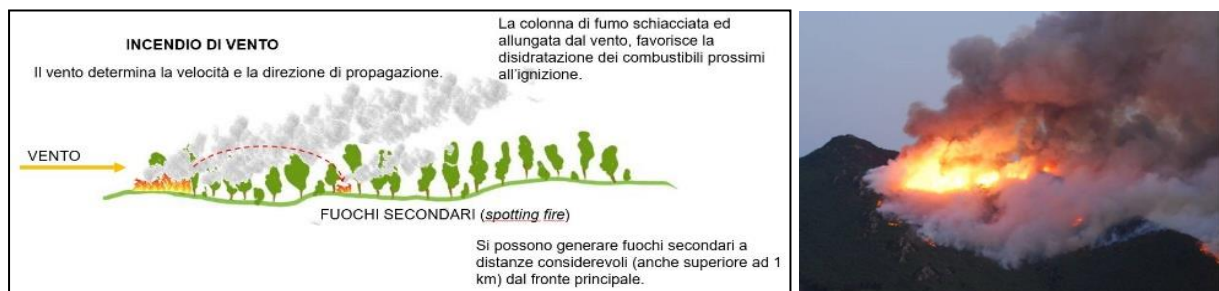 INCENDIO DI VENTO
Il vento determina la velocità e la direzione di propagazione.
La colonna di fumo schiacciata ed
allungata dal vento, favorisce la
disidratazione dei combustibili prossimi
all'ignizione.
VENTO
FUOCHI SECONDARI (spotting fire)
Si possono generare fuochi secondari a
distanze considerevoli (anche superiore ad 1
km) dal fronte principale.